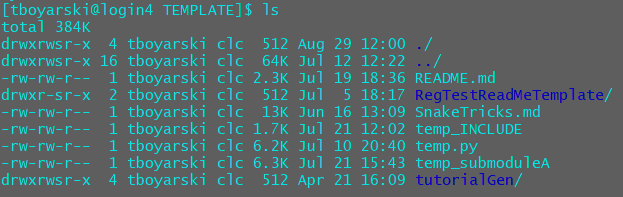 [tboyarski@login4 TEMPLATE]$ ls
total 384K
drwxrwsr-x  4 tboyarski clc  512 Aug 29 12:00 ./
drwxrwsr-x 16 tboyarski clc  64K Jul 12 12:22 ../
-rw-rw-r--  1 tboyarski clc 2.3K Jul 19 18:36 README.md
drwxr-sr-x  2 tboyarski clc  512 Jul  5 18:17 RegTestReadMeTemplate/
-rw-rw-r--  1 tboyarski clc  13K Jun 16 13:09 SnakeTricks.md
-rw-rw-r--  1 tboyarski clc 1.7K Jul 21 12:02 temp_INCLUDE
-rw-rw-r--  1 tboyarski clc 6.2K Jul 10 20:40 temp.py
-rw-rw-r--  1 tboyarski clc 6.3K Jul 21 15:43 temp_submoduleA
drwxrwsr-x  4 tboyarski clc  512 Apr 21 16:09 tutorialGen/